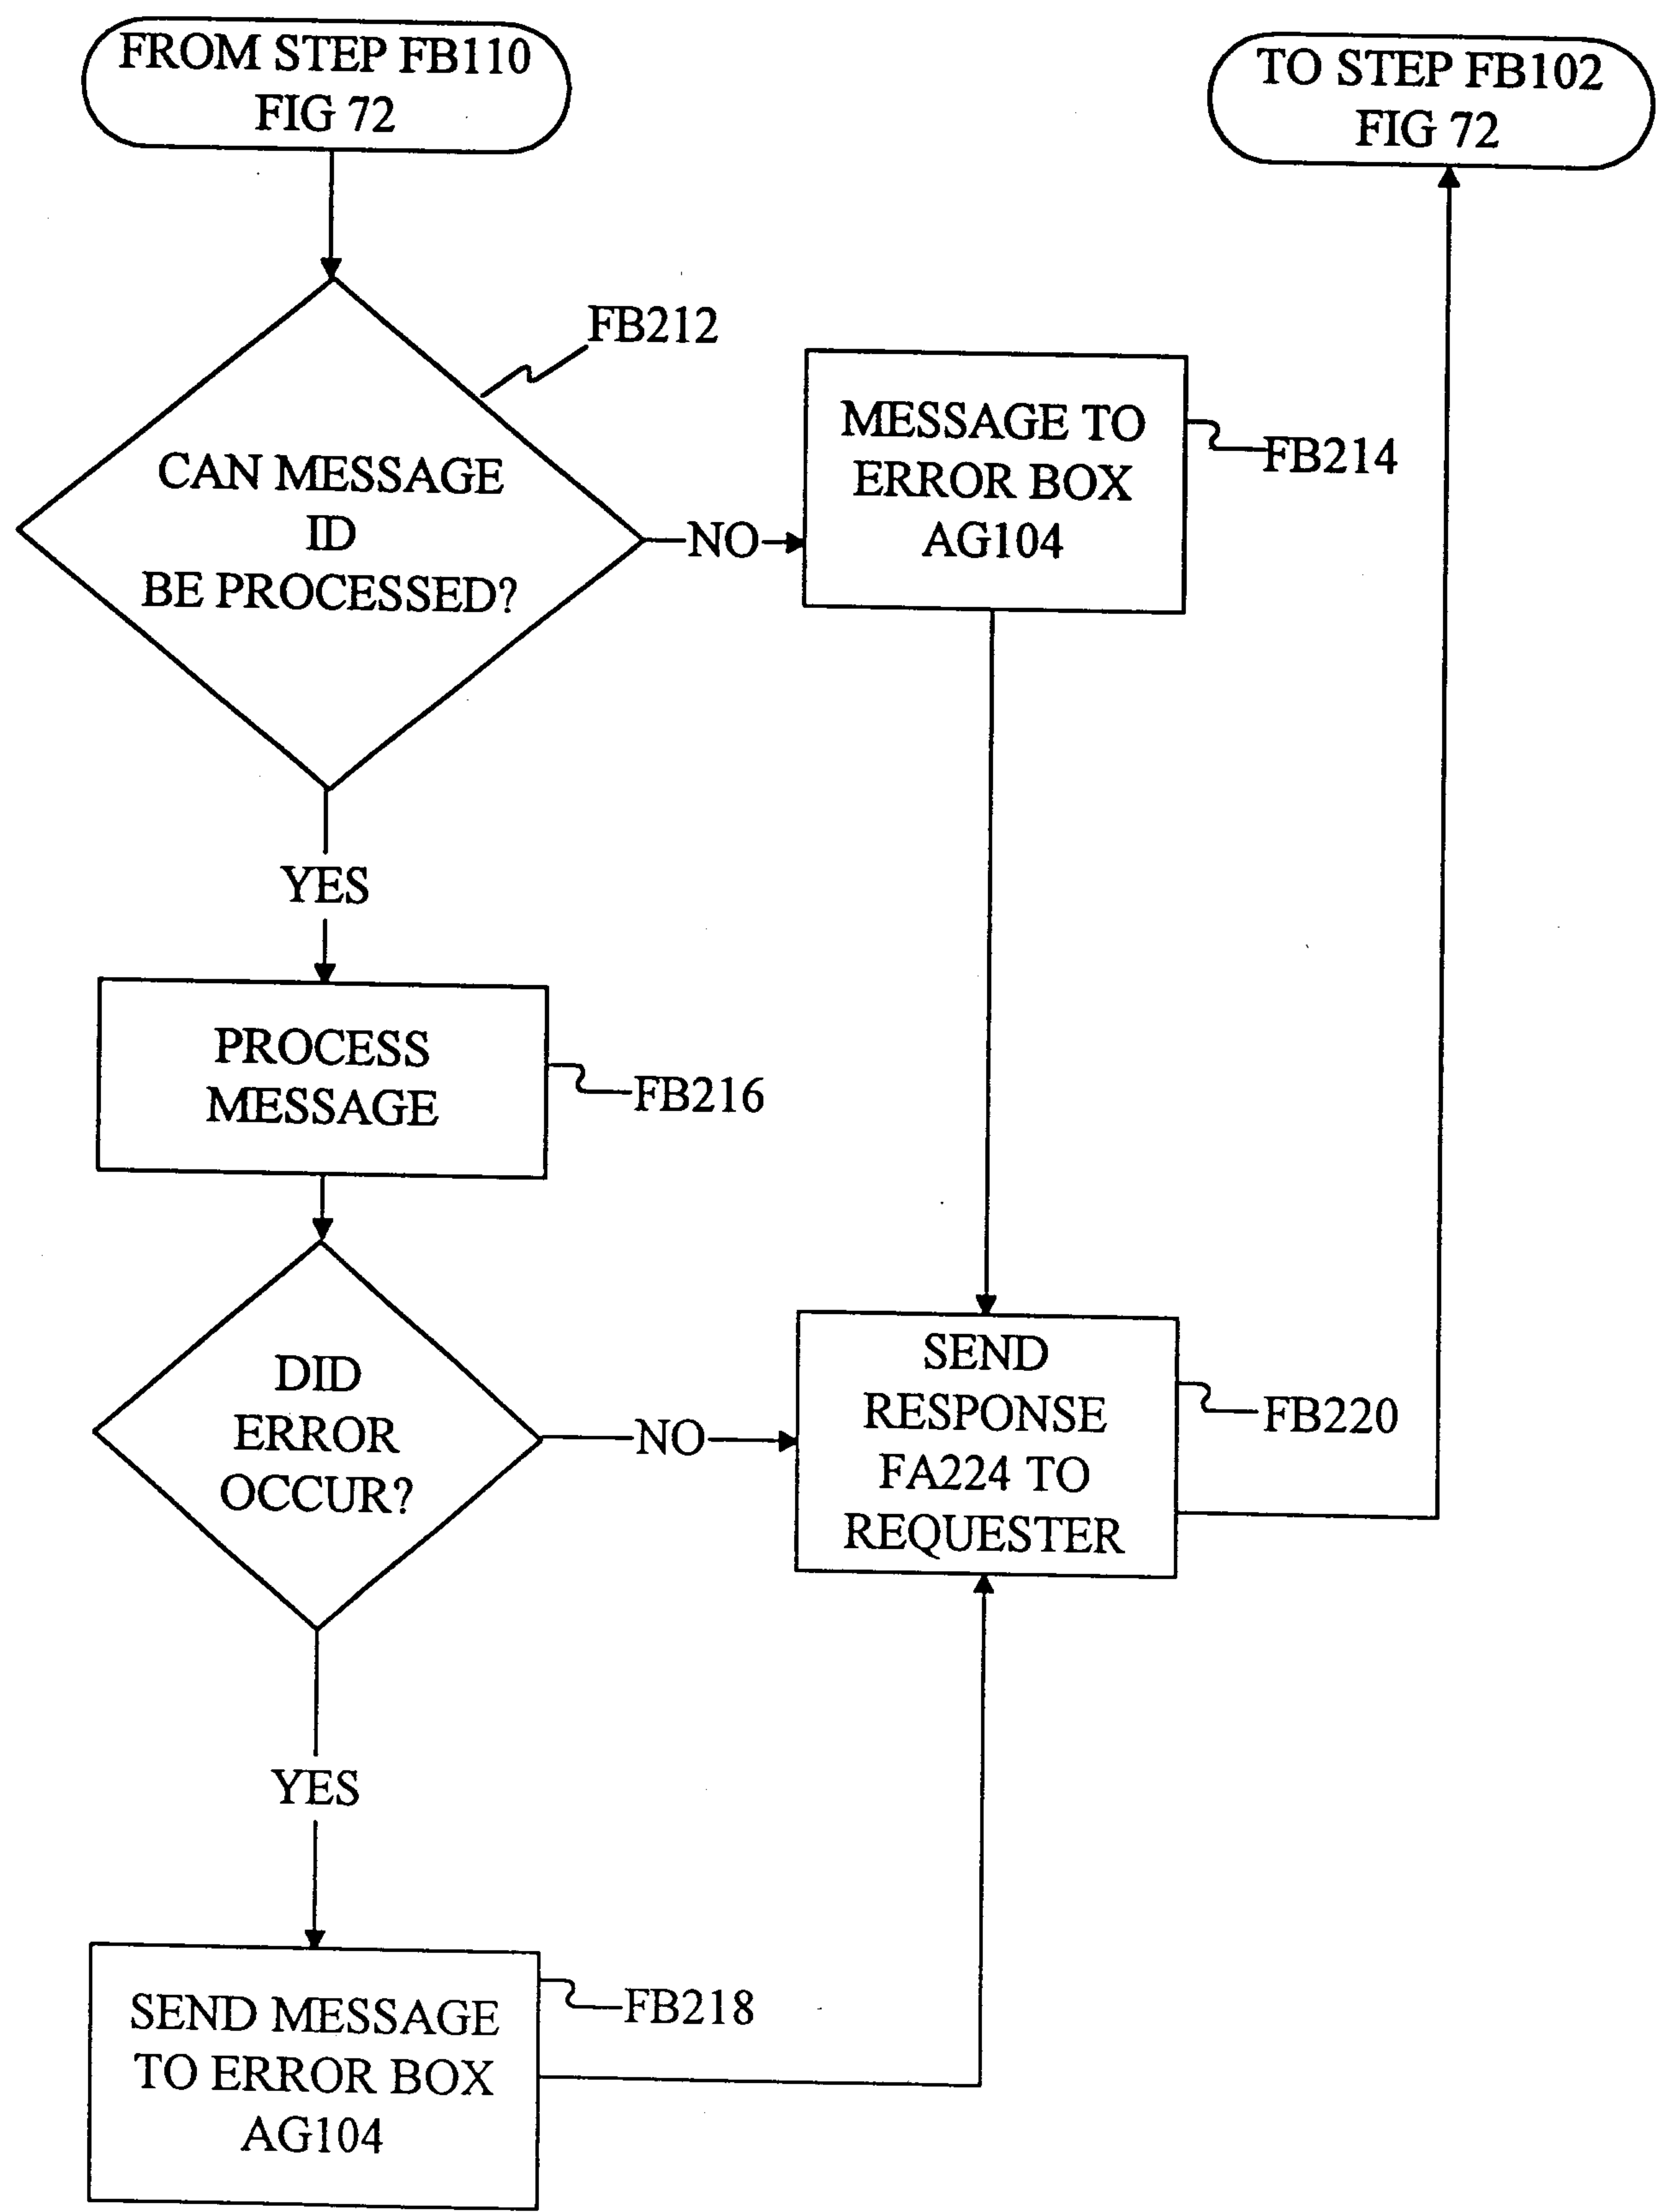 FROM STEP FB110
FIG 72
TO STEP FB102
FIG 72
FB212
CAN MESSAGE
ID
BE PROCESSED?
NO
MESSAGE TO
ERROR BOX
AG104
FB214
YES
PROCESS
MESSAGE
FB216
DID
ERROR
OCCUR?
NO
SEND
RESPONSE
FA224 TO
REQUESTER
FB220
YES
SEND MESSAGE
TO ERROR BOX
AG104
FB218